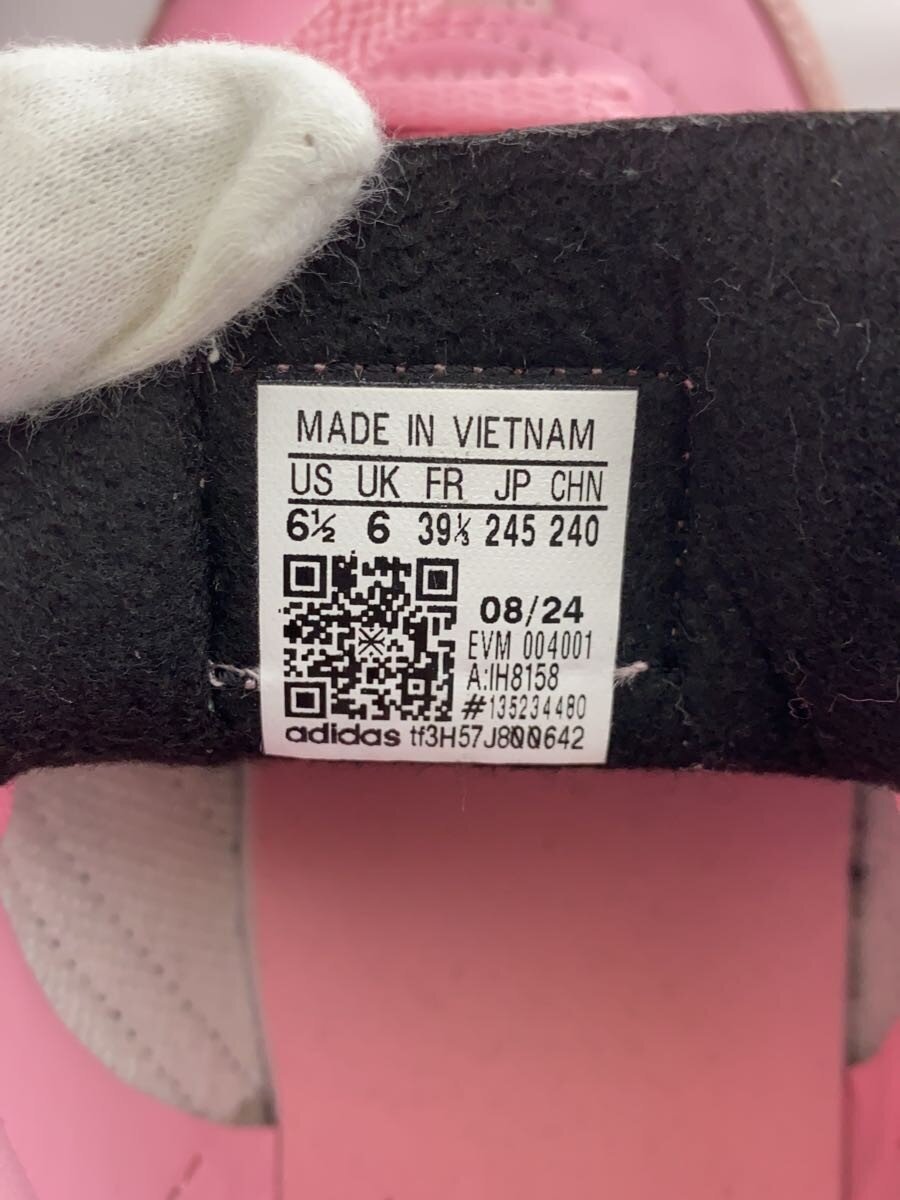 MADE IN VIETNAM
US UK FR JP CHN
6½ 6 39⅓ 245 240
08/24
EVM 004001
A:IH8158
#135234480
adidas tf3H57J800642